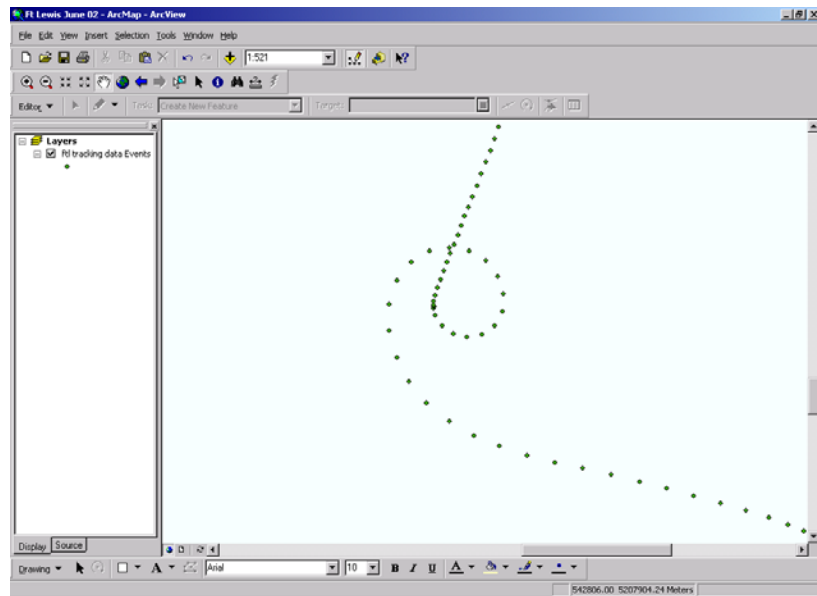 Ft Lewis June 02 - ArcMap - ArcView
File Edit View Insert Selection Tools Window Help
1:521
Editor Task: Create New Feature Target:
Layers
ftl tracking data Events
Display Source
Drawing A Arial 10 B I U A
542806.00 5207904.24 Meters